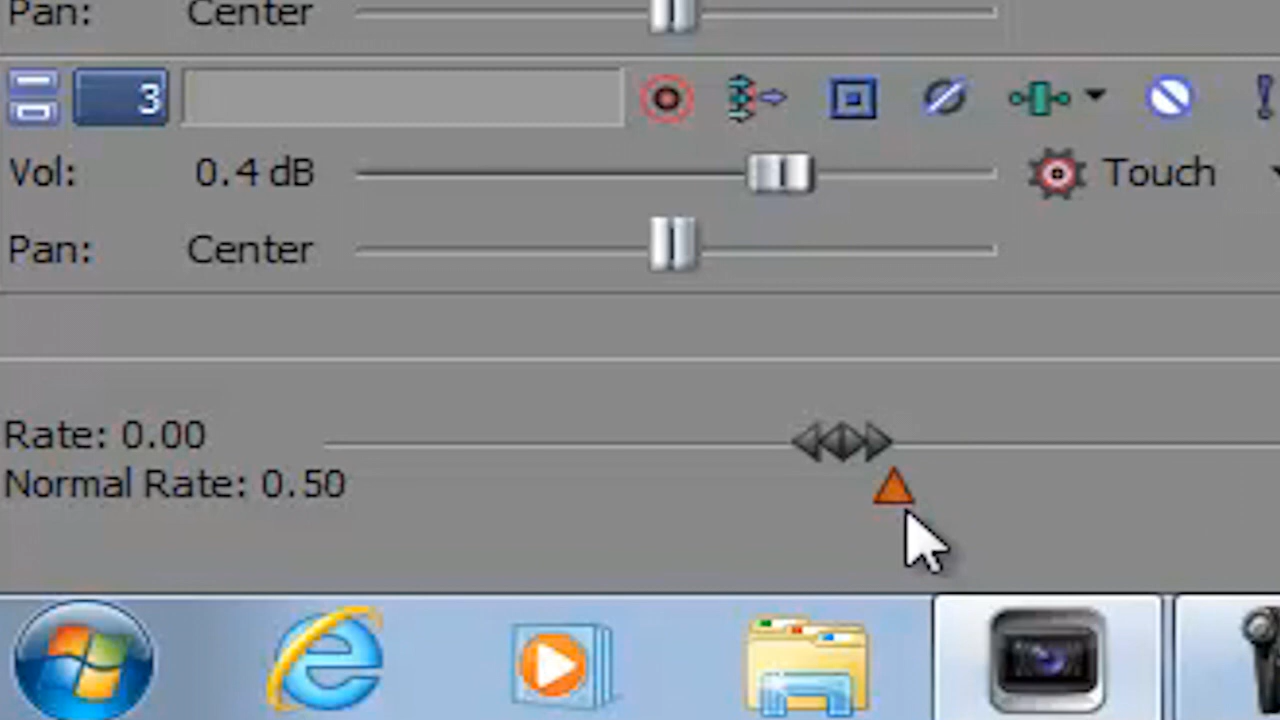 Pan: Center
3
Vol: 0.4 dB Touch
Pan: Center
Rate: 0.00
Normal Rate: 0.50